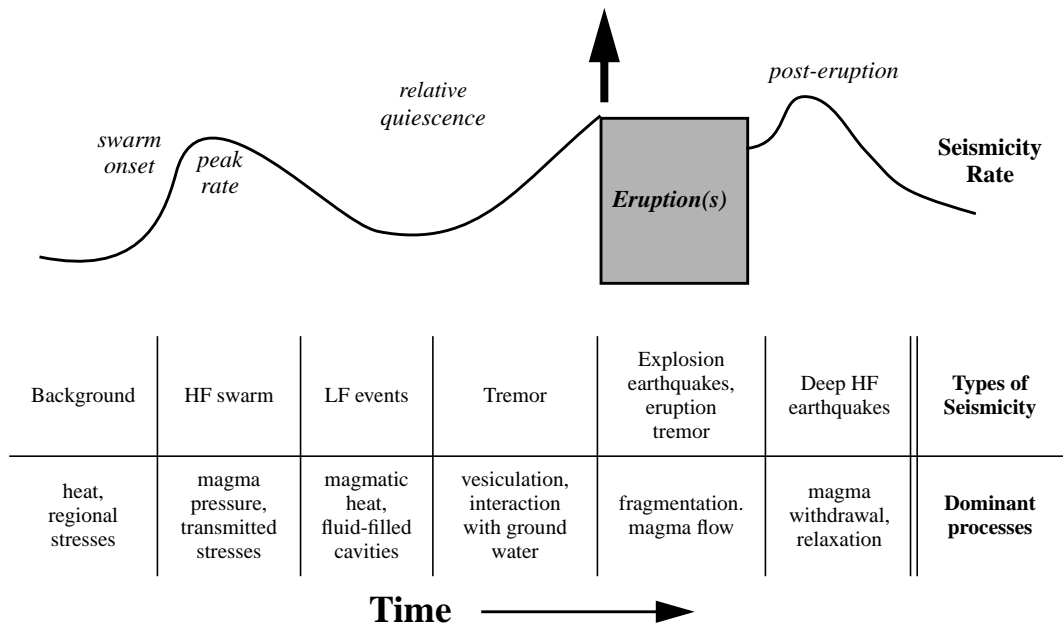 post-eruption
relative
quiescence
swarm
onset
peak
rate
Seismicity
Rate
Eruption(s)
Background
HF swarm
LF events
Tremor
Explosion
earthquakes,
eruption
tremor
Deep HF
earthquakes
Types of
Seismicity
heat,
regional
stresses
magma
pressure,
transmitted
stresses
magmatic
heat,
fluid-filled
cavities
vesiculation,
interaction
with ground
water
fragmentation.
magma flow
magma
withdrawal,
relaxation
Dominant
processes
Time